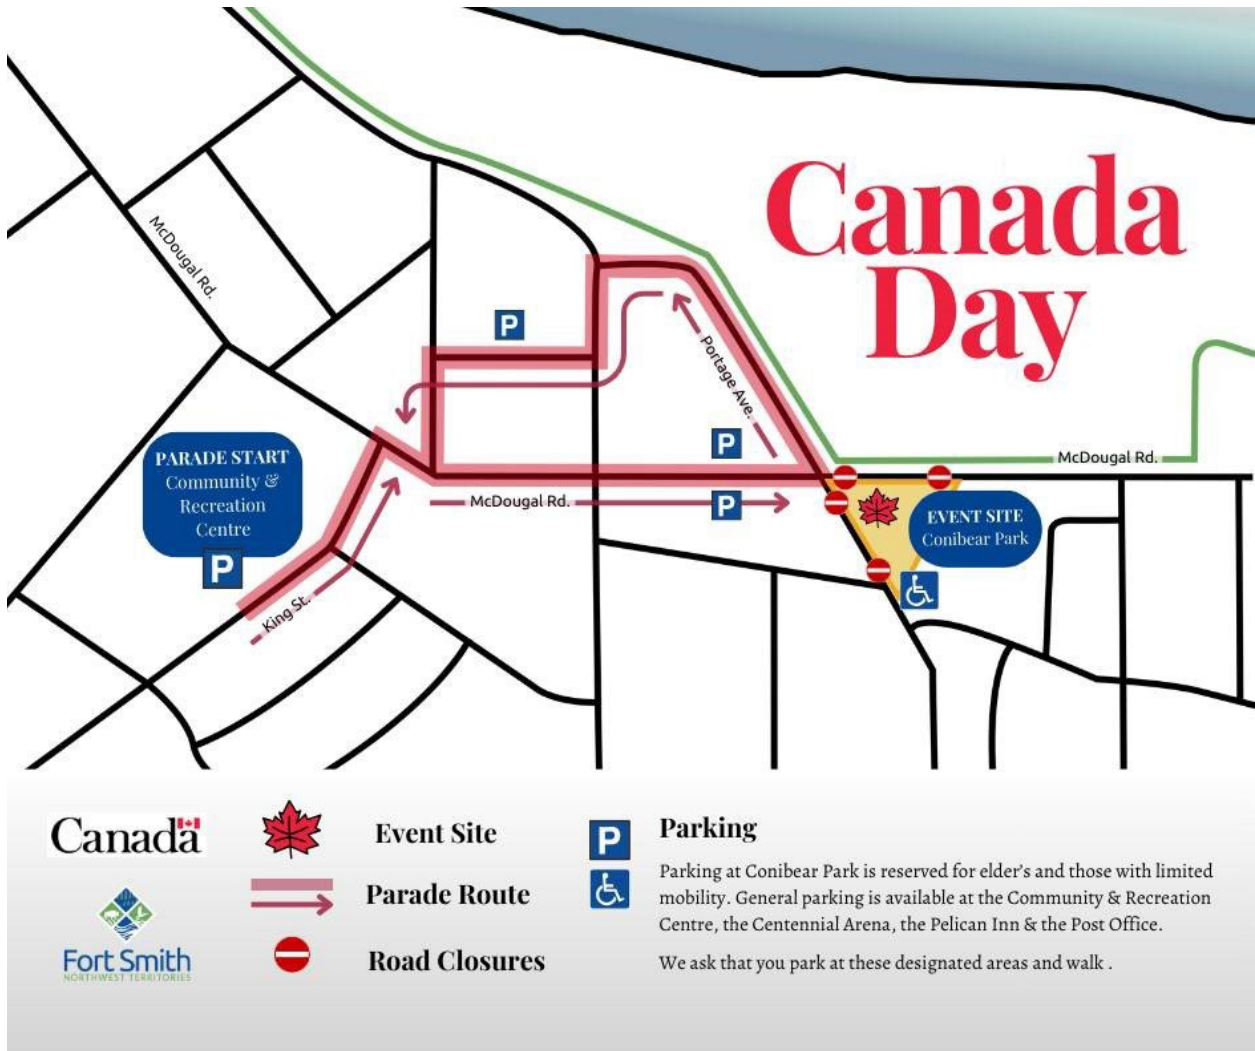 Canada
Day
McDougal Rd.
P
Portage Ave.
P
McDougal Rd.
PARADE START
Community &
Recreation
Centre
P
McDougal Rd.
P
EVENT SITE
Conibear Park
King St.
Canada
Event Site
Parade Route
Road Closures
Fort Smith
NORTHWEST TERRITORIES
P
Parking
Parking at Conibear Park is reserved for elder's and those with limited
mobility. General parking is available at the Community & Recreation
Centre, the Centennial Arena, the Pelican Inn & the Post Office.
We ask that you park at these designated areas and walk .